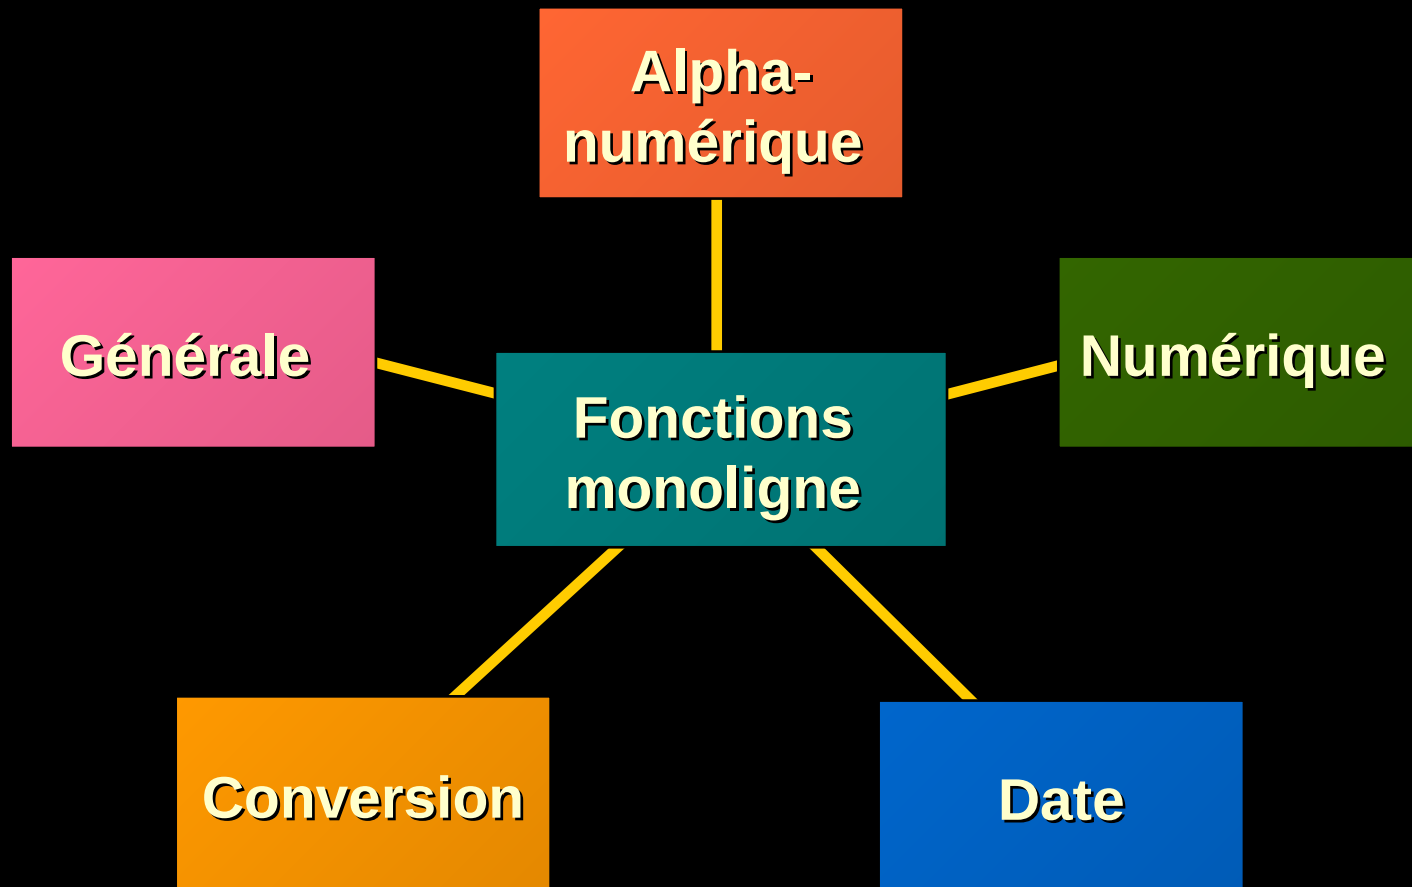 Alpha-
numérique
Générale
Numérique
Fonctions
monoligne
Conversion
Date